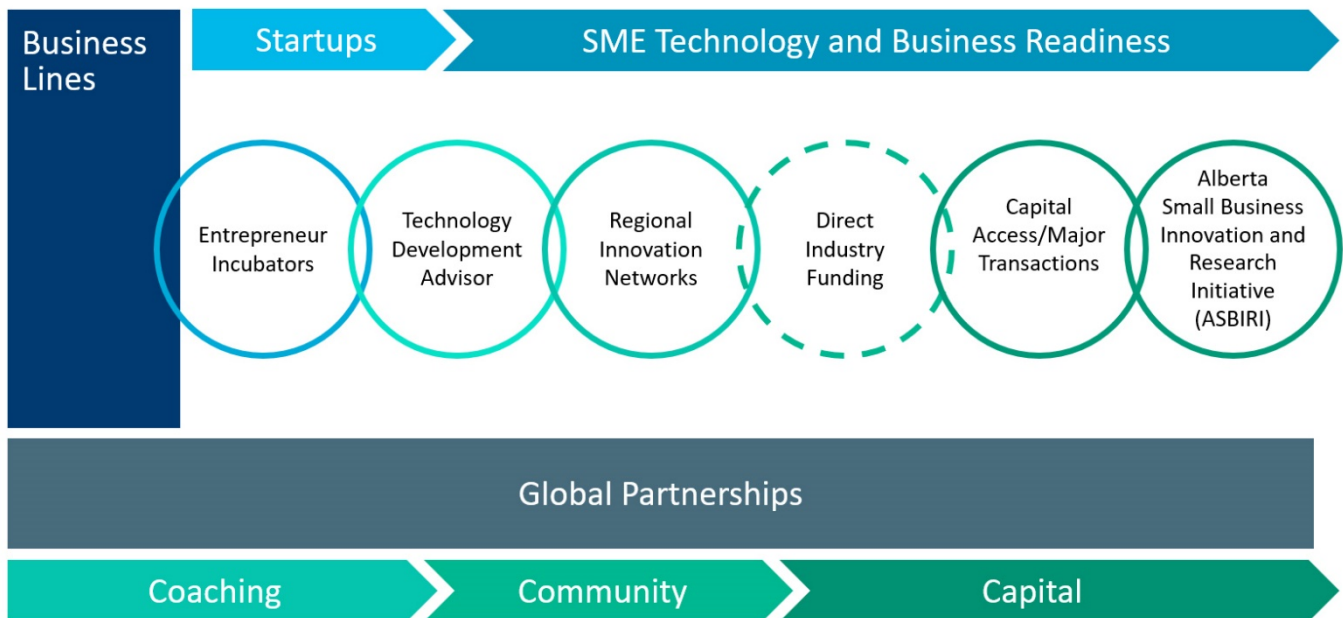 Business
Lines
Startups
SME Technology and Business Readiness
Entrepreneur
Incubators
Technology
Development
Advisor
Regional
Innovation
Networks
Direct
Industry
Funding
Capital
Access/Major
Transactions
Alberta
Small Business
Innovation and
Research
Initiative
(ASBIRI)
Global Partnerships
Coaching
Community
Capital